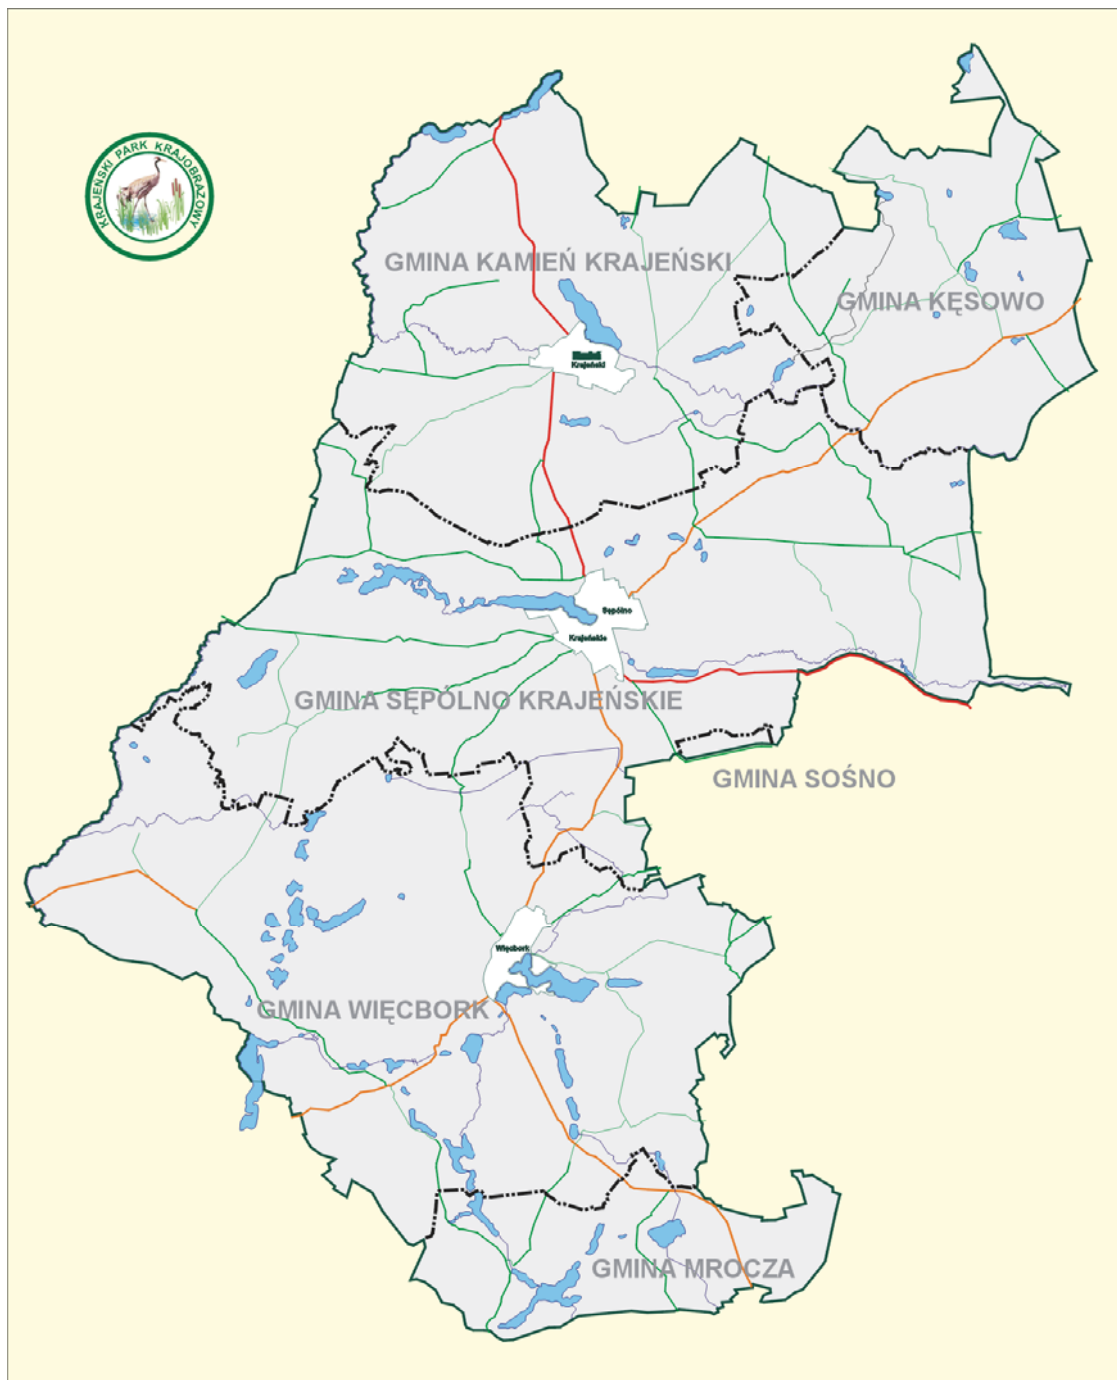 KRAJEŃSKI PARK KRAJOBRAZOWY
GMINA KAMIEŃ KRAJEŃSKI
GMINA KĘSOWO
Krajeński
Sępólno
Krajeńskie
GMINA SĘPÓLNO KRAJEŃSKIE
GMINA SOŚNO
Więcbork
GMINA WIĘCBORK
GMINA MROCZA